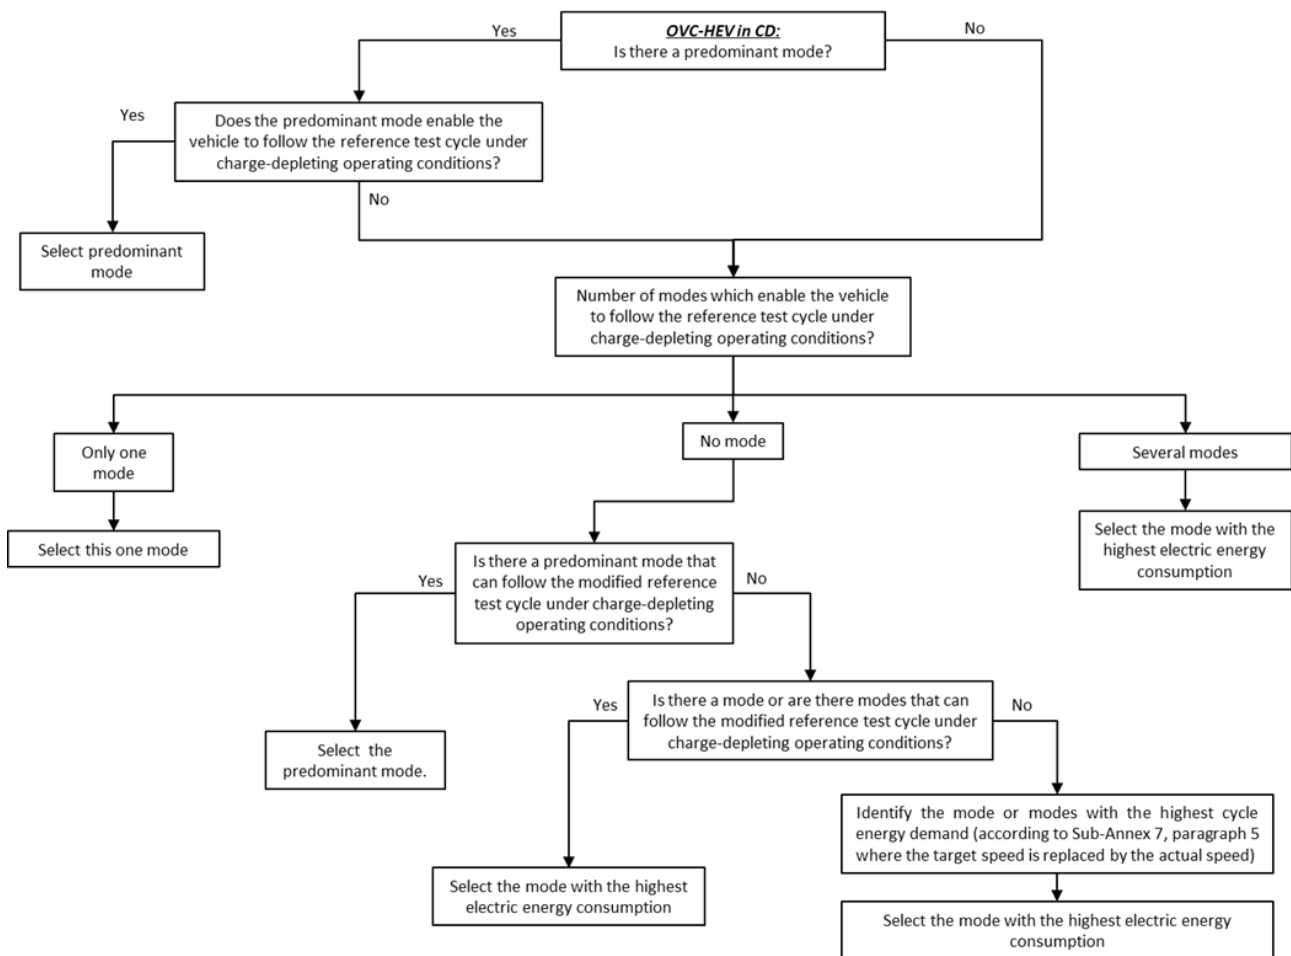 OVC-HEV in CD:
Is there a predominant mode?
Yes
No
Does the predominant mode enable the
vehicle to follow the reference test cycle under
charge-depleting operating conditions?
Yes
No
Select predominant
mode
Number of modes which enable the vehicle
to follow the reference test cycle under
charge-depleting operating conditions?
Only one
mode
No mode
Several modes
Select this one mode
Select the mode with the
highest electric energy
consumption
Is there a predominant mode that
can follow the modified reference
test cycle under charge-depleting
operating conditions?
Yes
No
Is there a mode or are there modes that can
follow the modified reference test cycle under
charge-depleting operating conditions?
Yes
No
Select the
predominant mode.
Identify the mode or modes with the highest cycle
energy demand (according to Sub-Annex 7, paragraph 5
where the target speed is replaced by the actual speed)
Select the mode with the highest
electric energy consumption
Select the mode with the highest electric energy
consumption